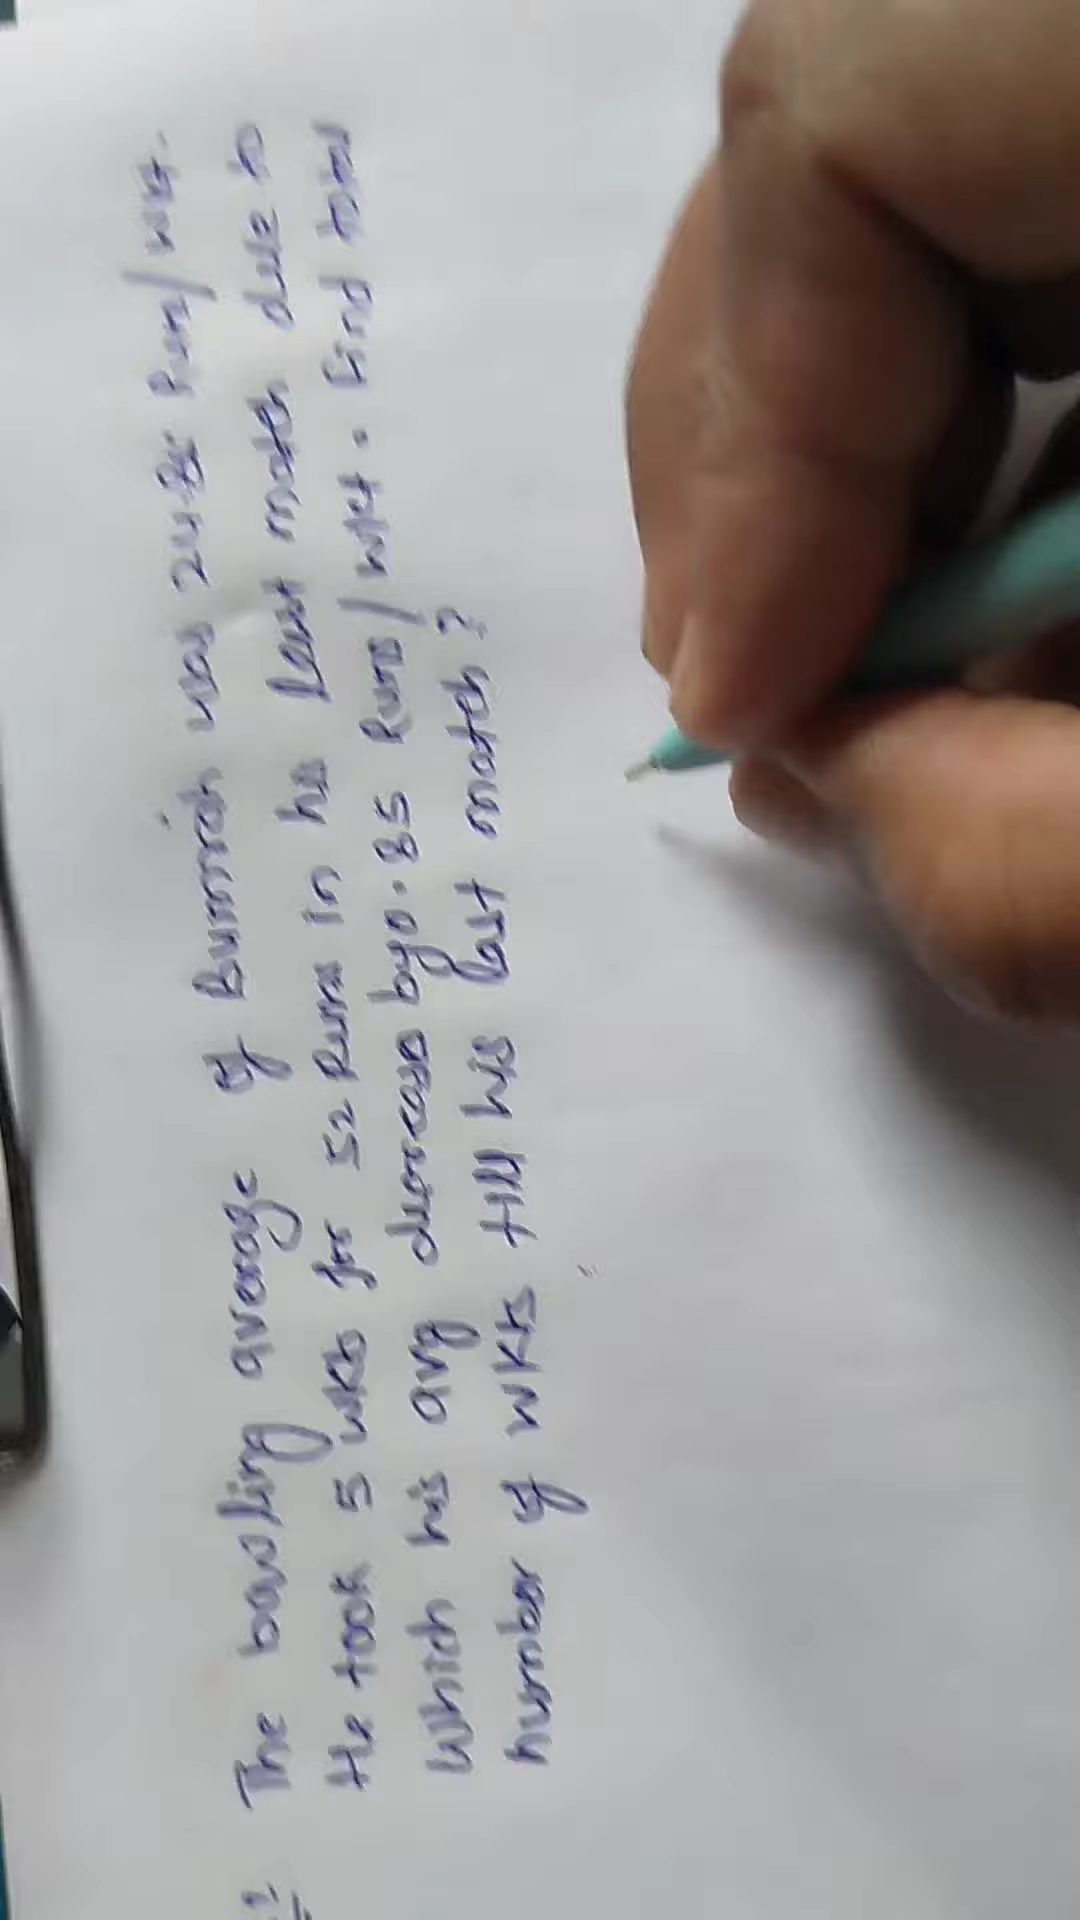 The bowling average of Bumrah was 24.85 Run/wkt.
He took 5 wkts for 52 Runs in his last match due to
Which his avg decrease by 0.85 Runs/wkt. Find total
number of wkts till his last match?